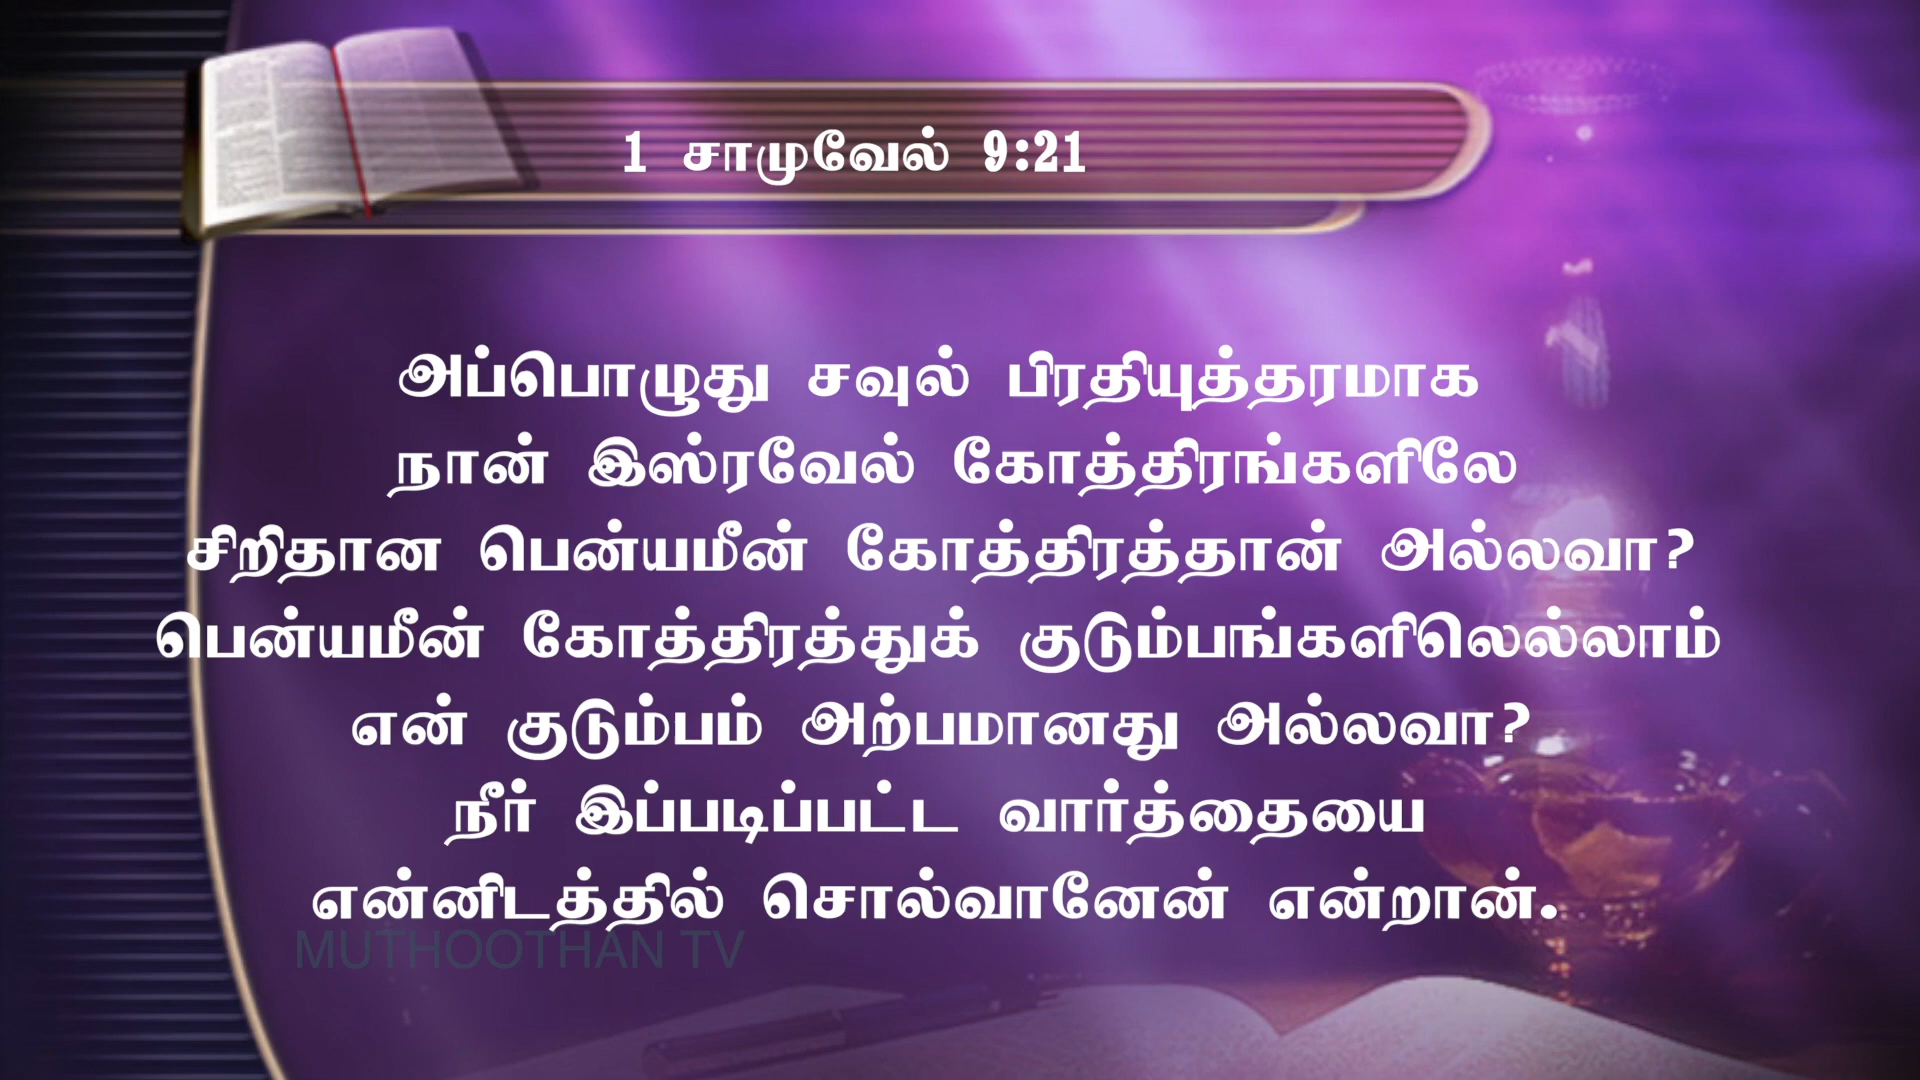 1 சாமுவேல் 9:21
அப்பொழுது சவுல் பிரதியுத்தரமாக
நான் இஸ்ரவேல் கோத்திரங்களிலே
சிறிதான பென்யமீன் கோத்திரத்தான் அல்லவா?
பென்யமீன் கோத்திரத்துக் குடும்பங்களிலெல்லாம்
என் குடும்பம் அற்பமானது அல்லவா?
நீர் இப்படிப்பட்ட வார்த்தையை
என்னிடத்தில் சொல்வானேன் என்றான்.
MUTHOOTHAN TV